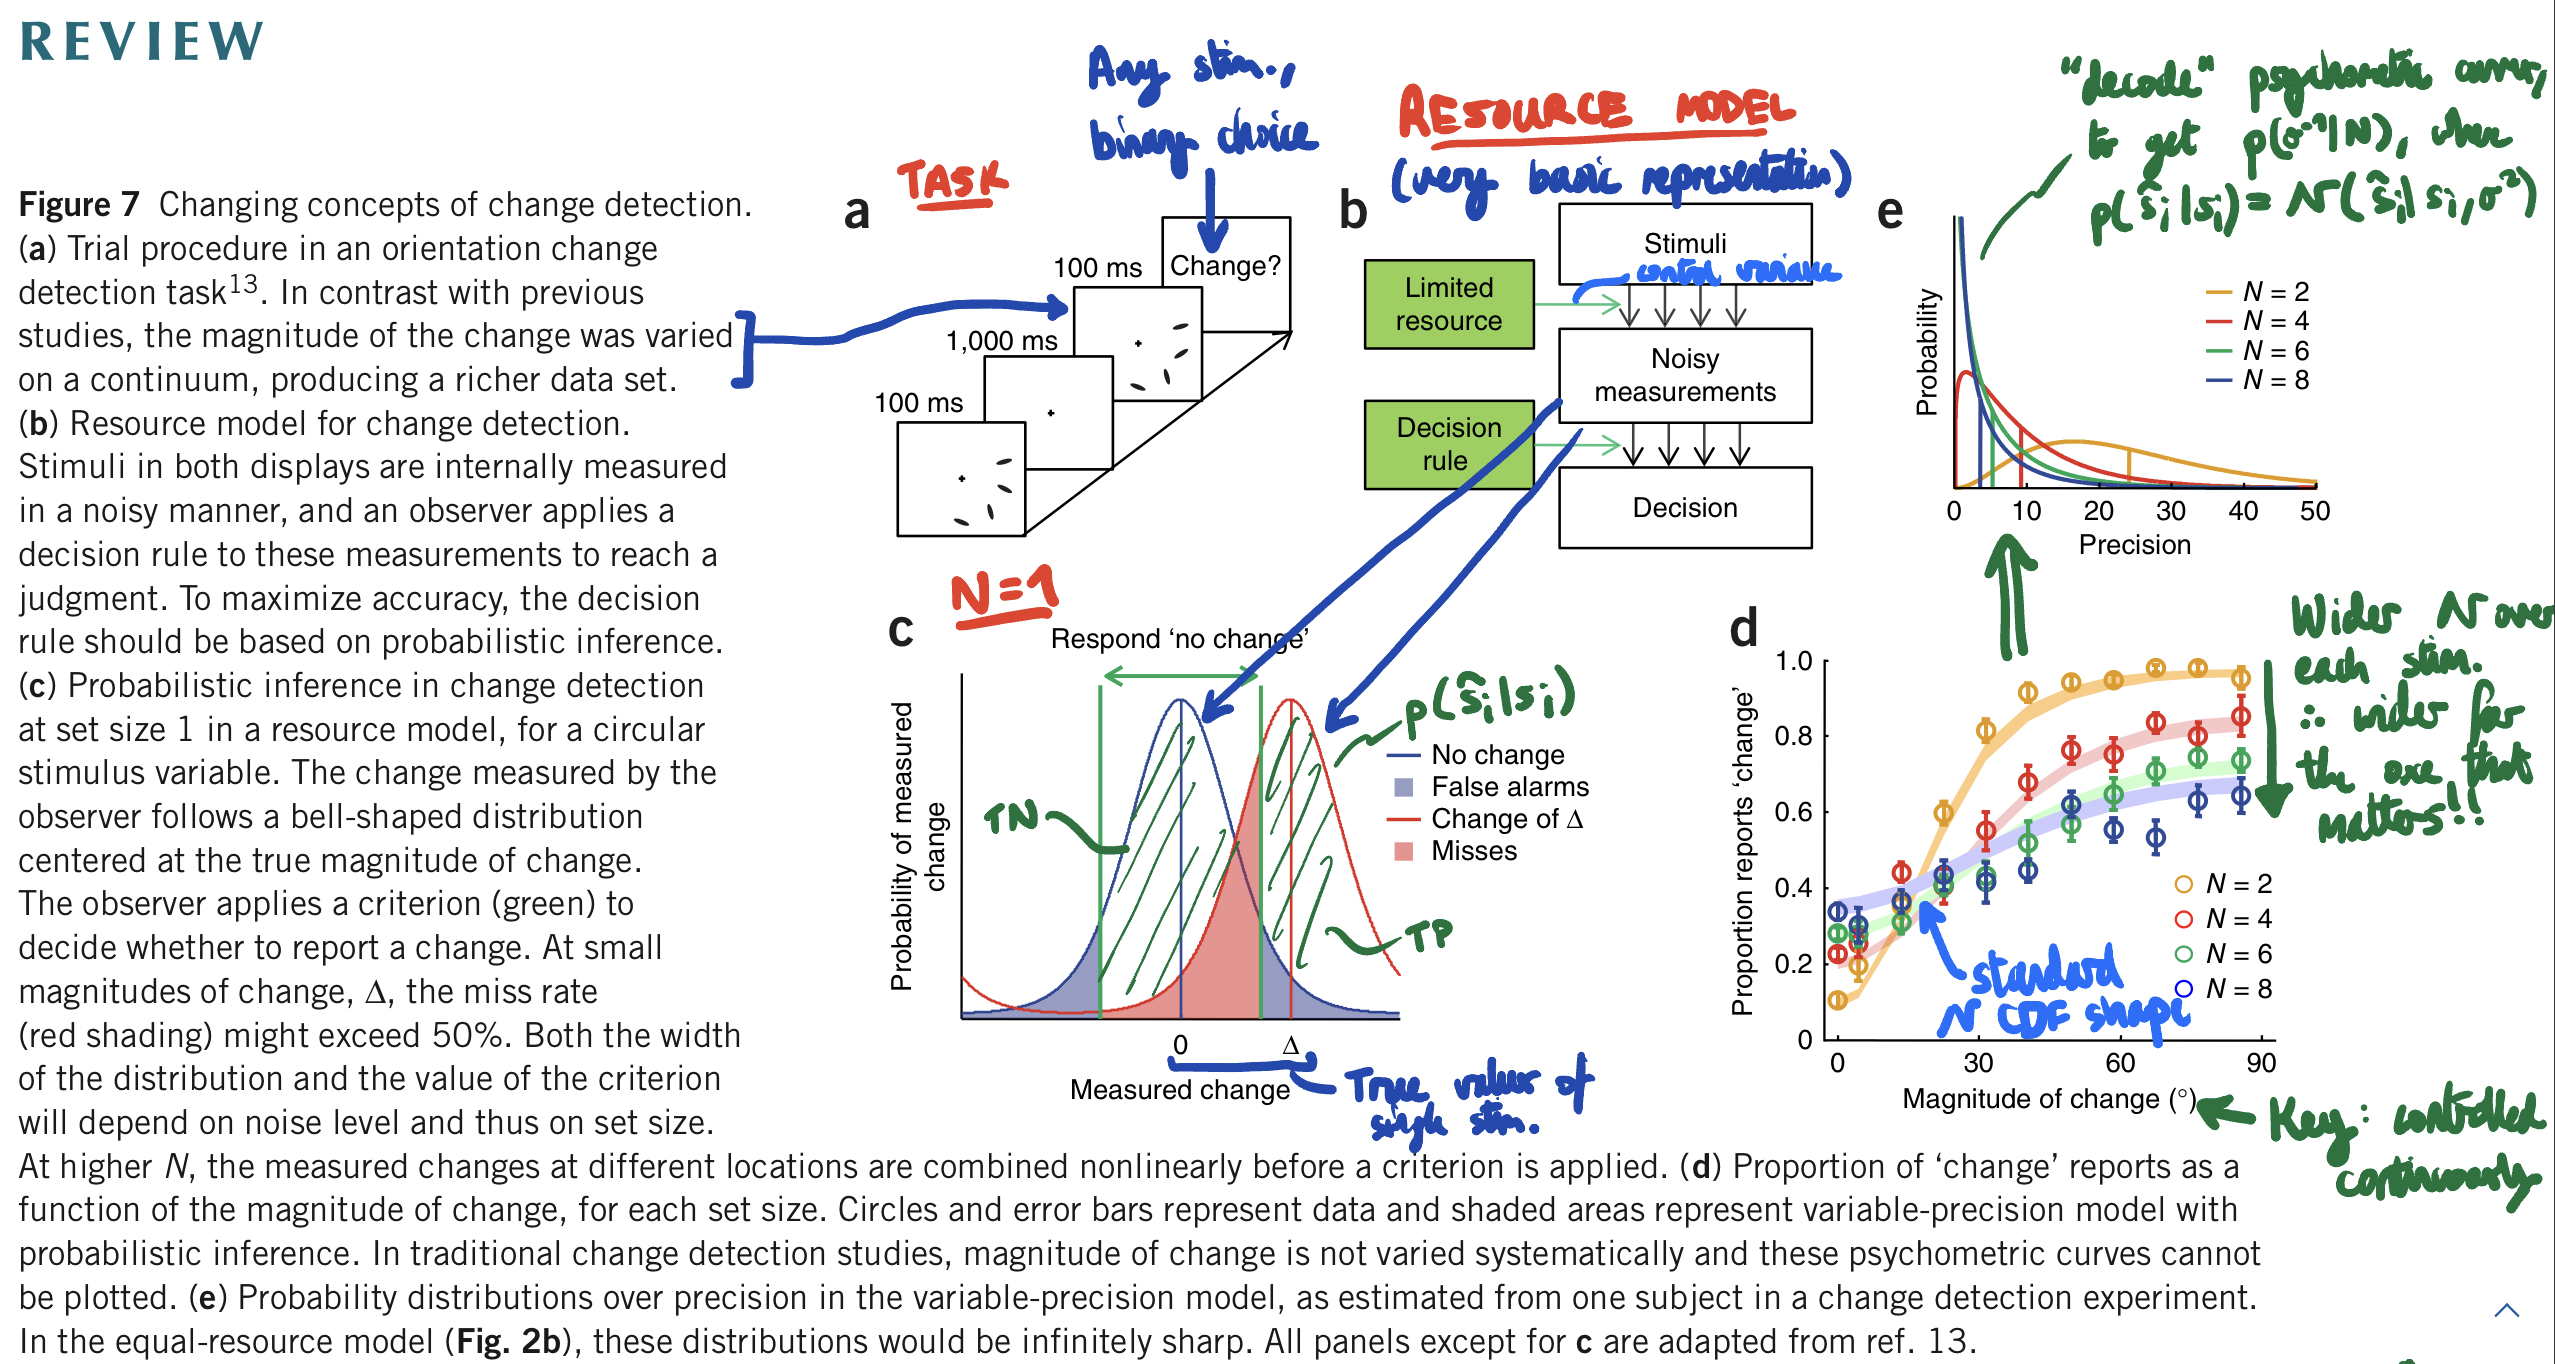 REVIEW
Figure 7 Changing concepts of change detection.
(a) Trial procedure in an orientation change
detection task13. In contrast with previous
studies, the magnitude of the change was varied
on a continuum, producing a richer data set.
(b) Resource model for change detection.
Stimuli in both displays are internally measured
in a noisy manner, and an observer applies a
decision rule to these measurements to reach a
judgment. To maximize accuracy, the decision
rule should be based on probabilistic inference.
(c) Probabilistic inference in change detection
at set size 1 in a resource model, for a circular
stimulus variable. The change measured by the
observer follows a bell-shaped distribution
centered at the true magnitude of change.
The observer applies a criterion (green) to
decide whether to report a change. At small
magnitudes of change, Δ, the miss rate
(red shading) might exceed 50%. Both the width
of the distribution and the value of the criterion
will depend on noise level and thus on set size.
At higher N, the measured changes at different locations are combined nonlinearly before a criterion is applied. (d) Proportion of ‘change’ reports as a
function of the magnitude of change, for each set size. Circles and error bars represent data and shaded areas represent variable-precision model with
probabilistic inference. In traditional change detection studies, magnitude of change is not varied systematically and these psychometric curves cannot
be plotted. (e) Probability distributions over precision in the variable-precision model, as estimated from one subject in a change detection experiment.
In the equal-resource model (Fig. 2b), these distributions would be infinitely sharp. All panels except for c are adapted from ref. 13.
a
TASK
Any stim.,
binary choice
100 ms
1,000 ms
100 ms
Change?
b
RESOURCE MODEL
(very basic representation)
Stimuli
control variance
Limited
resource
Noisy
measurements
Decision
rule
Decision
e
"decode" psychometric curves,
to get p(σ⁻²|N), where
p(ŝᵢ|sᵢ) = N(ŝᵢ|sᵢ,σ²)
Probability
N = 2
N = 4
N = 6
N = 8
0 10 20 30 40 50
Precision
c
N=1
Respond ‘no change’
Probability of measured
change
TN
p(ŝᵢ|sᵢ)
No change
False alarms
Change of Δ
Misses
TP
0 Δ
Measured change
True value of
single stim.
d
Proportion reports ‘change’
1.0
0.8
0.6
0.4
0.2
0
N = 2
N = 4
N = 6
N = 8
0 30 60 90
Magnitude of change (°)
standard
N CDF shape
Wider N over
each stim.
∴ wider for
the one that
matters!!
Key: controlled
continuously